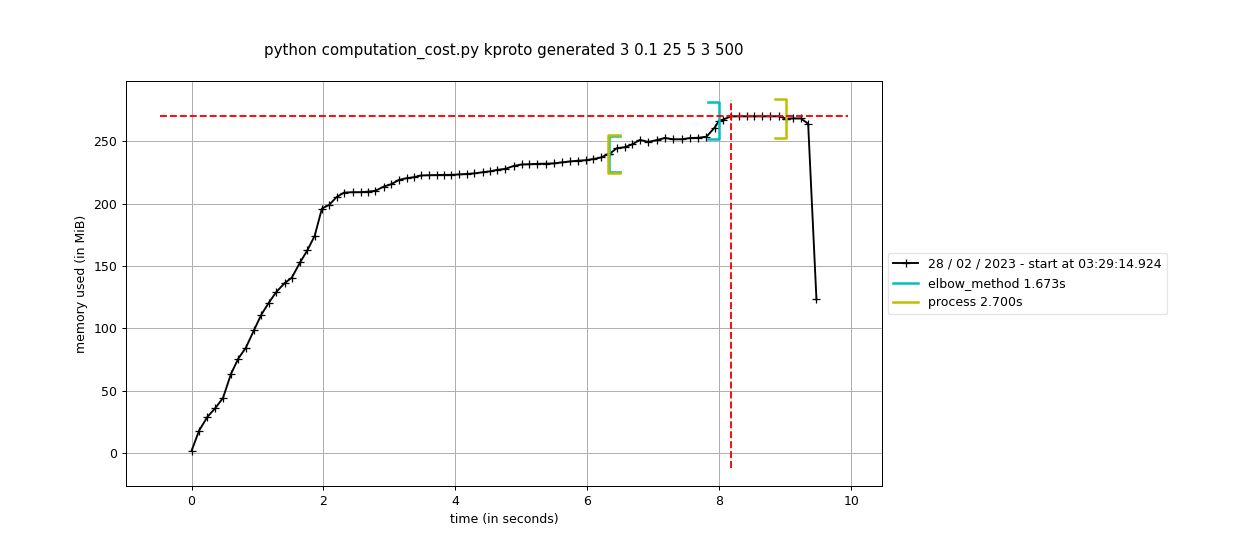 python computation_cost.py kproto generated 3 0.1 25 5 3 500
memory used (in MiB)
250
200
150
100
50
0
0 2 4 6 8 10
time (in seconds)
28 / 02 / 2023 - start at 03:29:14.924
elbow_method 1.673s
process 2.700s